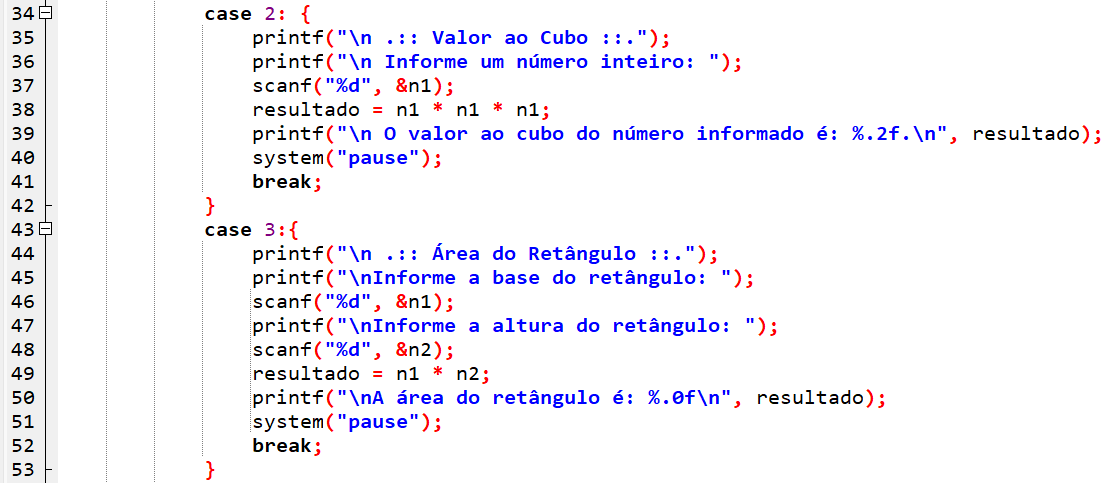 34 case 2: {
35 printf("\n .:: Valor ao Cubo ::.");
36 printf("\n Informe um número inteiro: ");
37 scanf("%d", &n1);
38 resultado = n1 * n1 * n1;
39 printf("\n O valor ao cubo do número informado é: %.2f.\n", resultado);
40 system("pause");
41 break;
42 }
43 case 3:{
44 printf("\n .:: Área do Retângulo ::.");
45 printf("\nInforme a base do retângulo: ");
46 scanf("%d", &n1);
47 printf("\nInforme a altura do retângulo: ");
48 scanf("%d", &n2);
49 resultado = n1 * n2;
50 printf("\nA área do retângulo é: %.0f\n", resultado);
51 system("pause");
52 break;
53 }